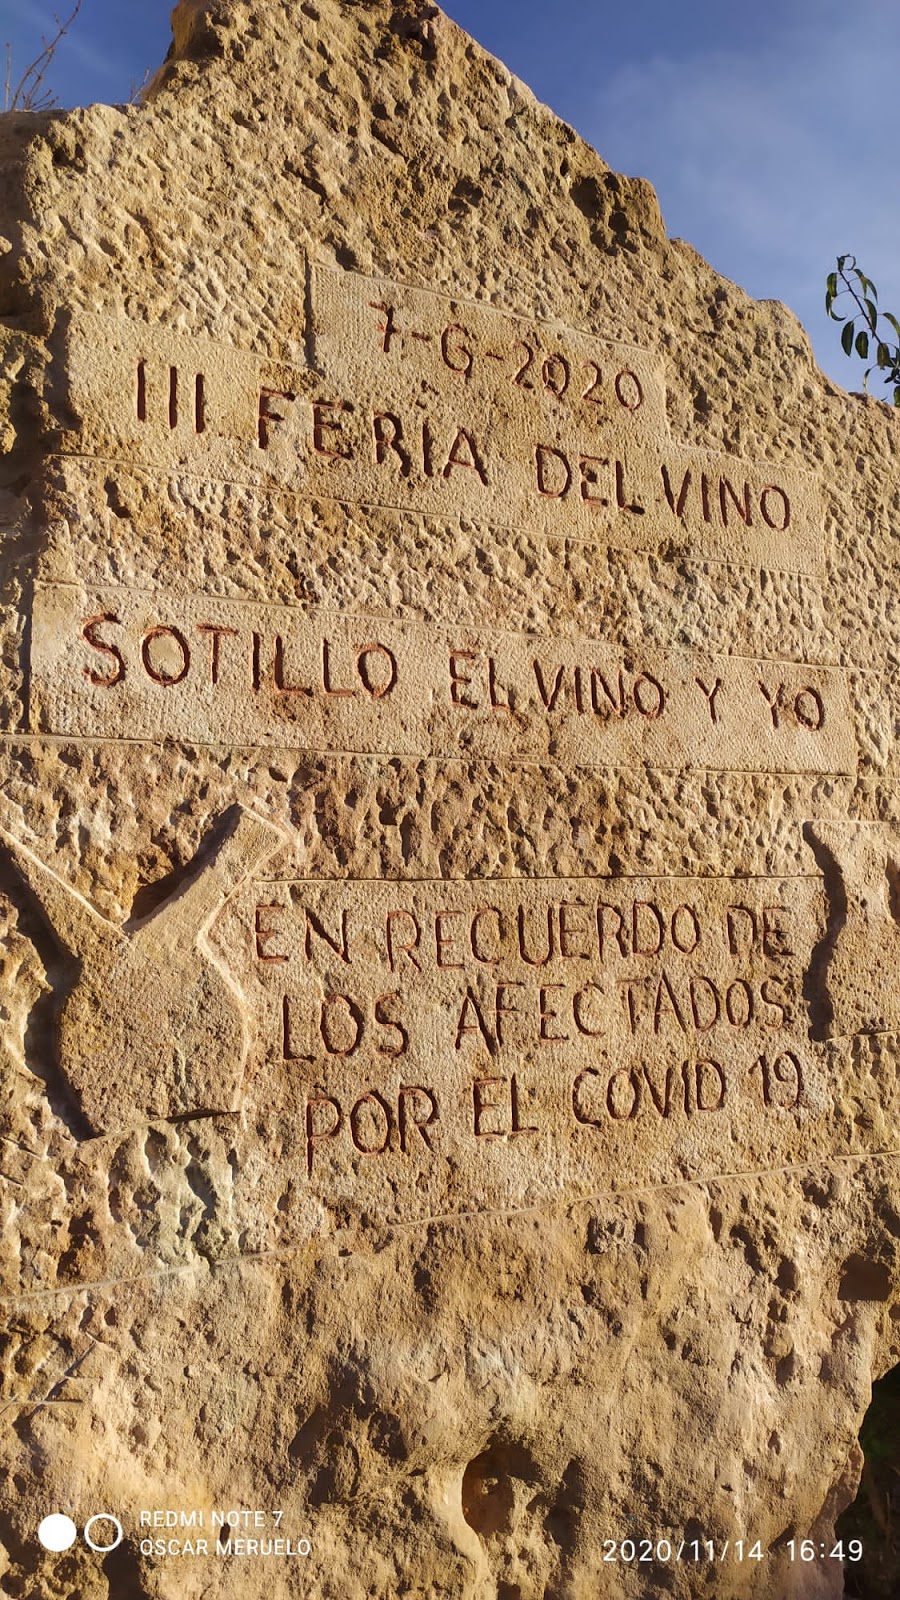 7-G-2020
III FERIA DEL VINO
SOTILLO EL VINO Y YO
EN RECUERDO DE
LOS AFECTADOS
POR EL COVID 19
REDMI NOTE 7
OSCAR MERUELO
2020/11/14 16:49